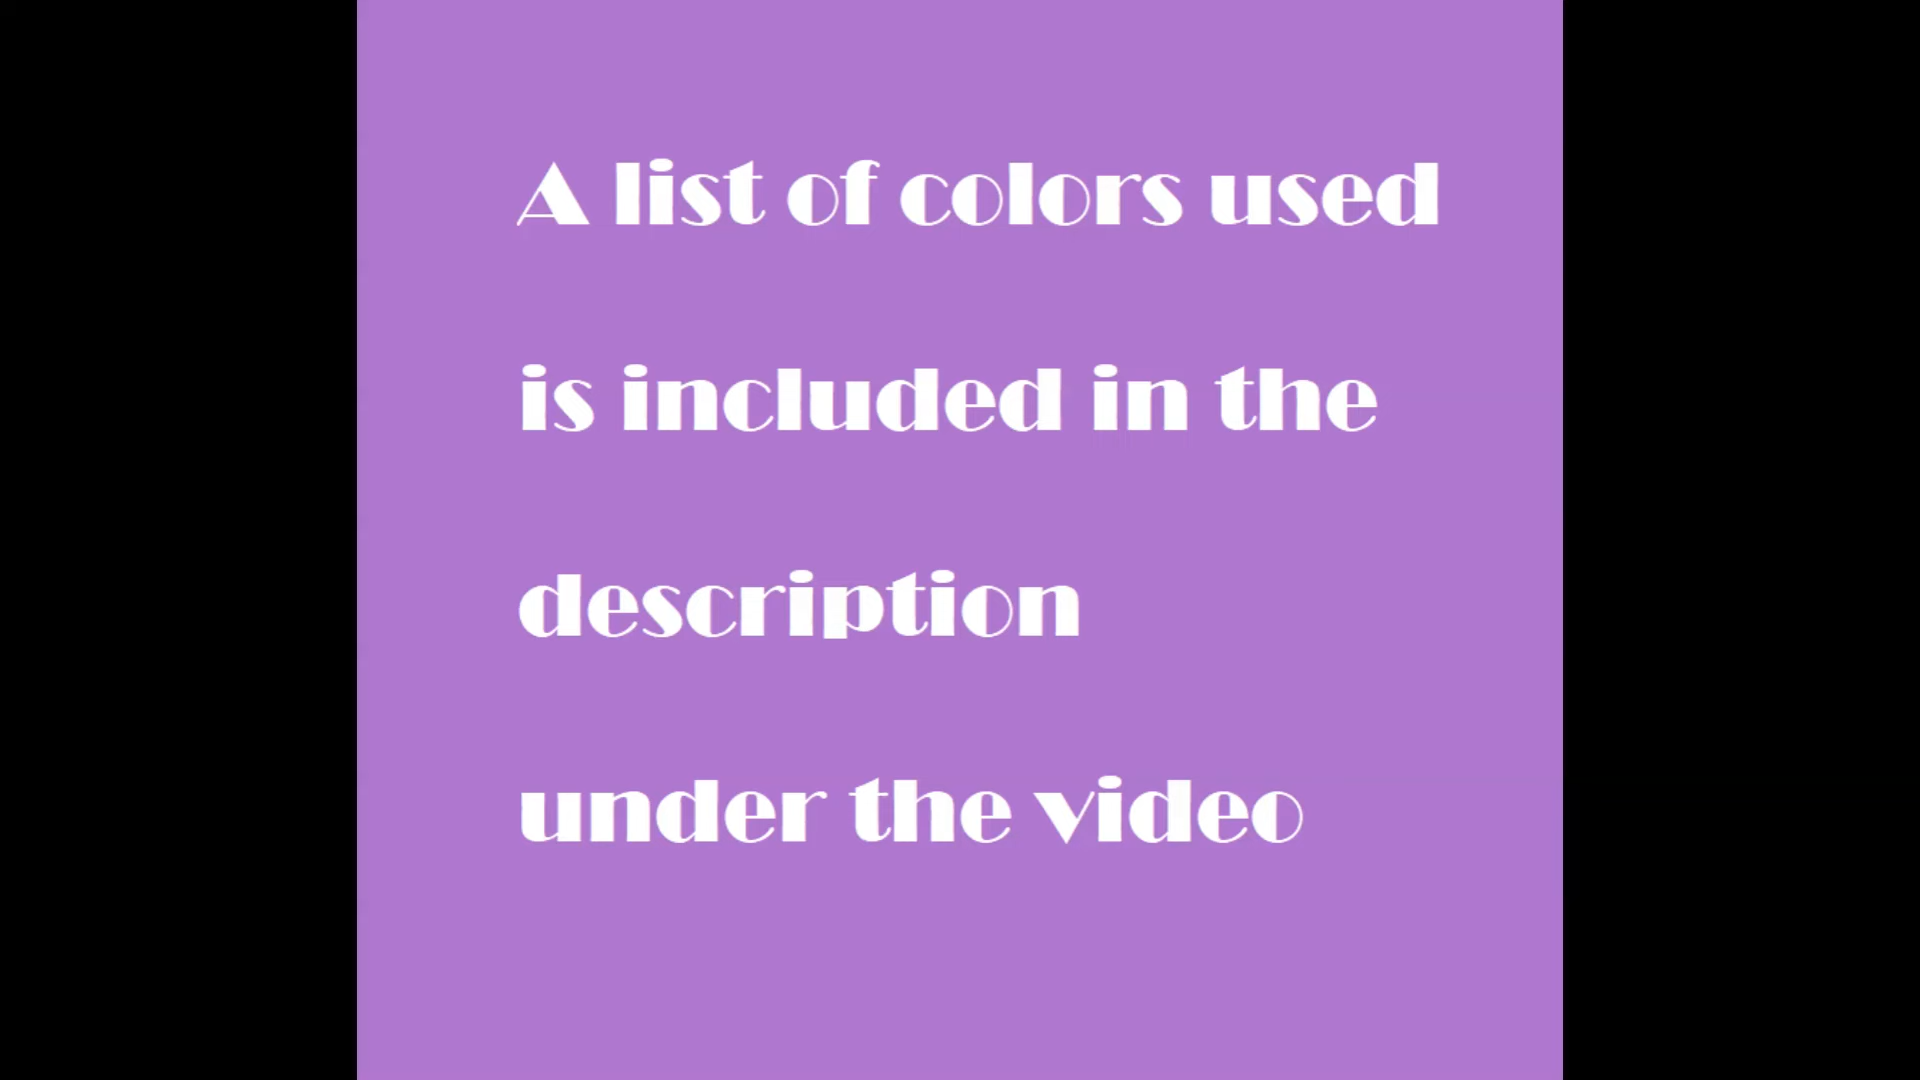 A list of colors used
is included in the
description
under the video